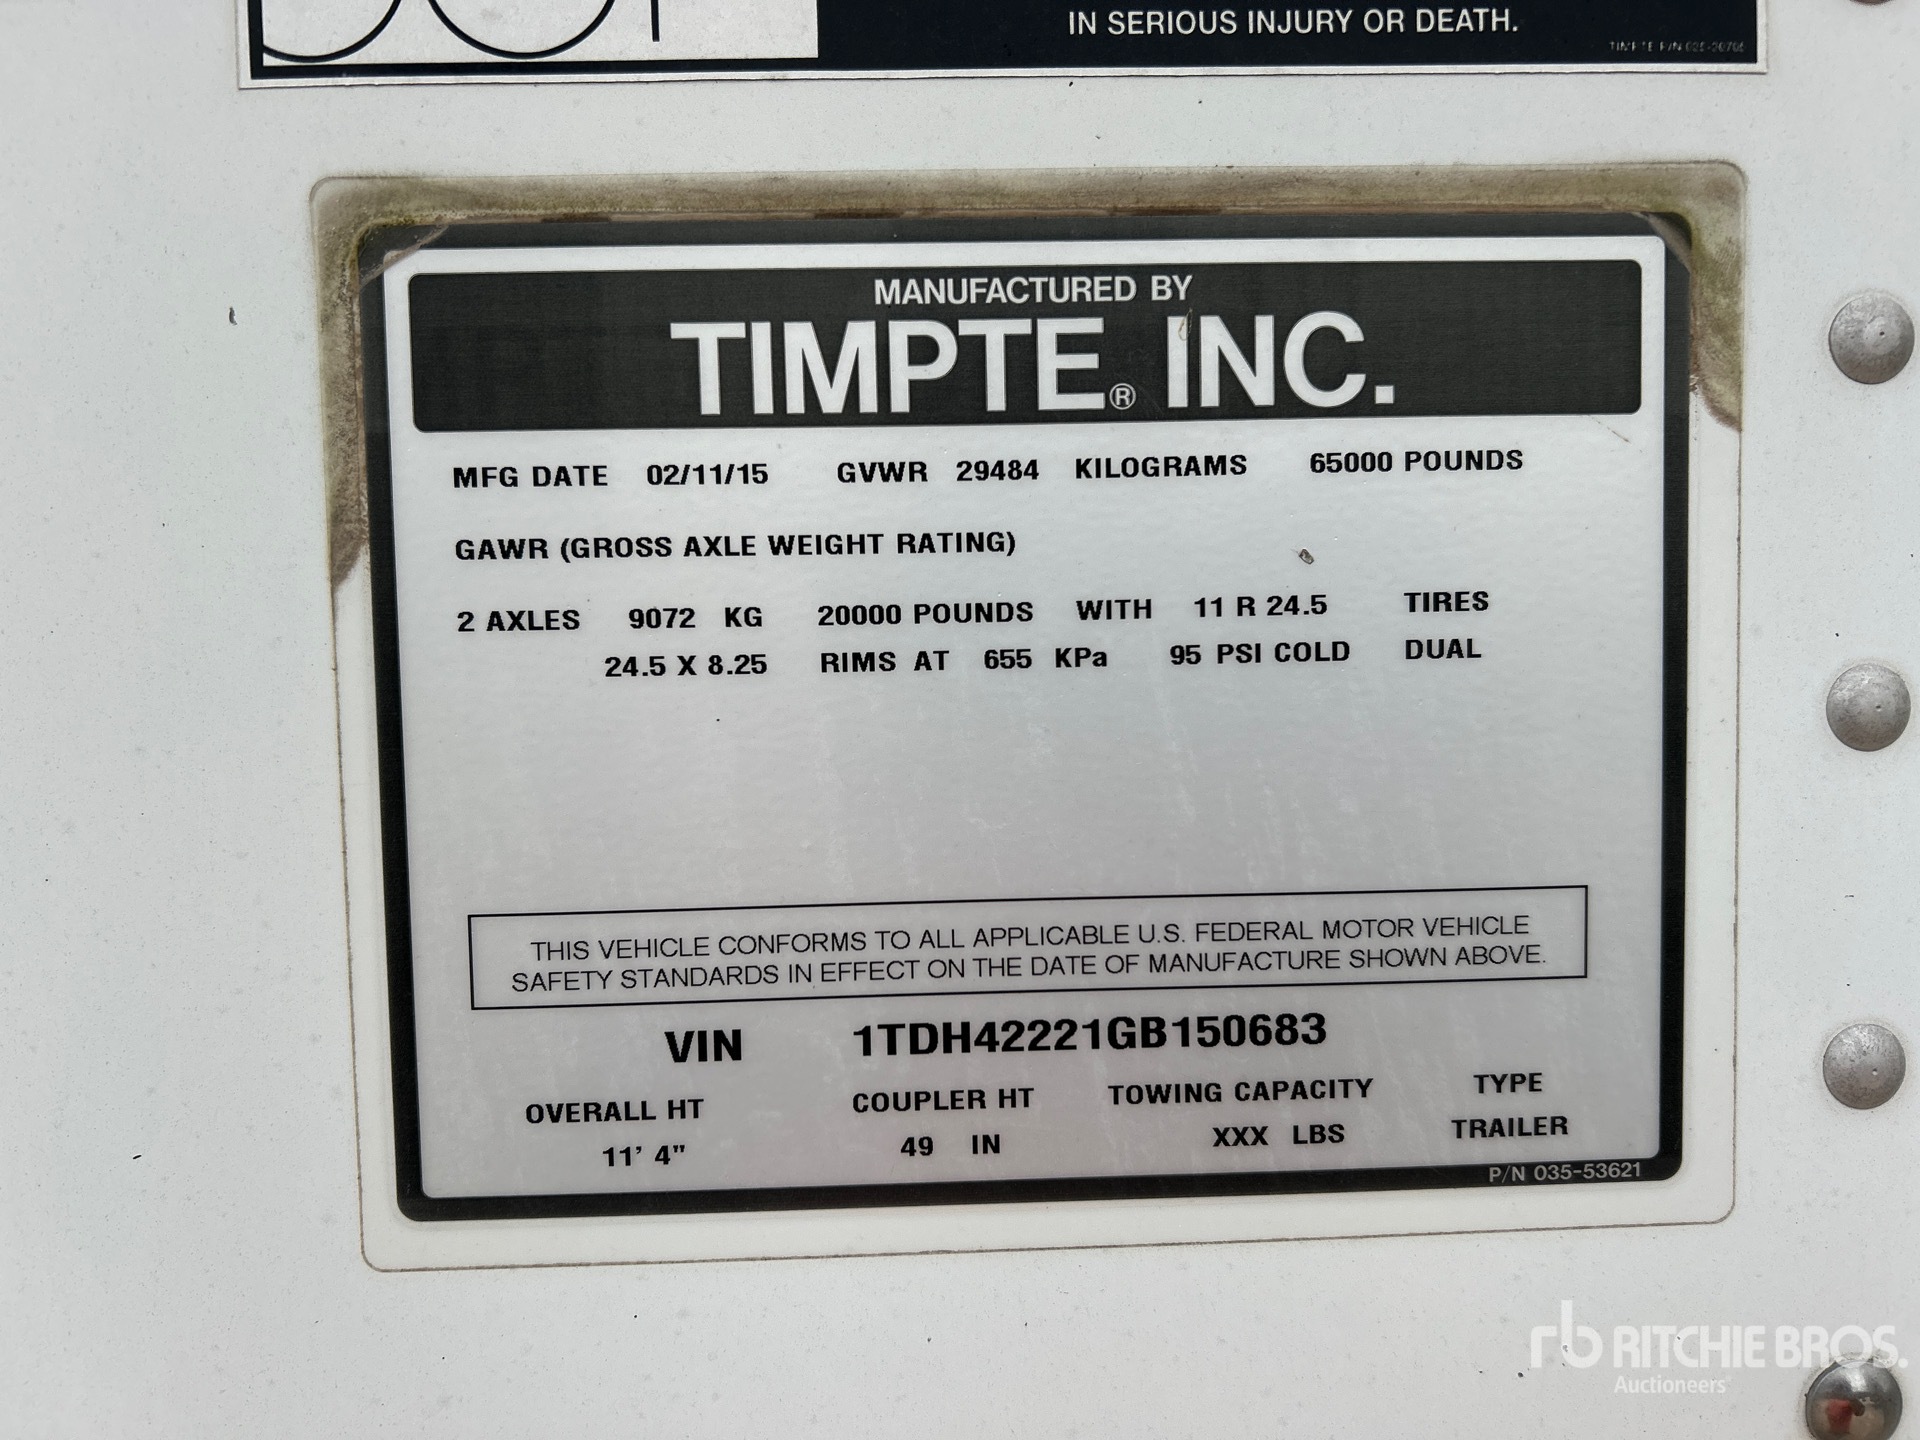 IN SERIOUS INJURY OR DEATH.
MANUFACTURED BY
TIMPTE® INC.
MFG DATE 02/11/15 GVWR 29484 KILOGRAMS 65000 POUNDS
GAWR (GROSS AXLE WEIGHT RATING)
2 AXLES 9072 KG 20000 POUNDS WITH 11 R 24.5 TIRES
24.5 X 8.25 RIMS AT 655 KPa 95 PSI COLD DUAL
THIS VEHICLE CONFORMS TO ALL APPLICABLE U.S. FEDERAL MOTOR VEHICLE
SAFETY STANDARDS IN EFFECT ON THE DATE OF MANUFACTURE SHOWN ABOVE.
VIN 1TDH42221GB150683
OVERALL HT COUPLER HT TOWING CAPACITY TYPE
11' 4" 49 IN XXX LBS TRAILER
P/N 035-53621
rb RITCHIE BROS.
Auctioneers